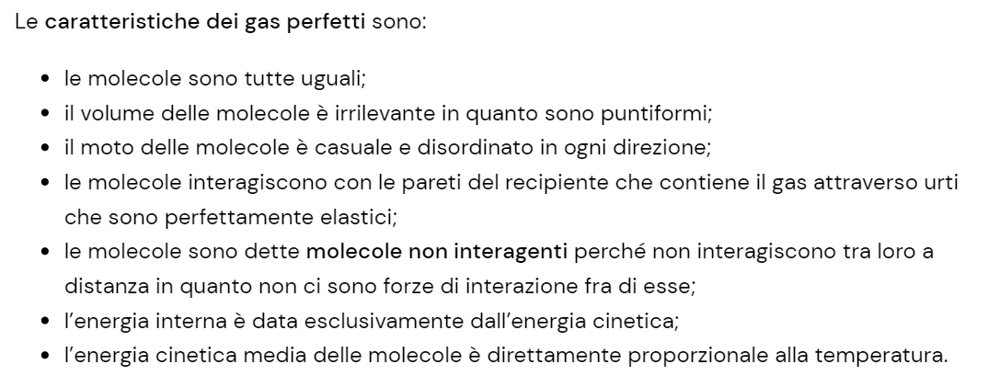 Le caratteristiche dei gas perfetti sono:
• le molecole sono tutte uguali;
• il volume delle molecole è irrilevante in quanto sono puntiformi;
• il moto delle molecole è casuale e disordinato in ogni direzione;
• le molecole interagiscono con le pareti del recipiente che contiene il gas attraverso urti
che sono perfettamente elastici;
• le molecole sono dette molecole non interagenti perché non interagiscono tra loro a
distanza in quanto non ci sono forze di interazione fra di esse;
• l’energia interna è data esclusivamente dall’energia cinetica;
• l’energia cinetica media delle molecole è direttamente proporzionale alla temperatura.